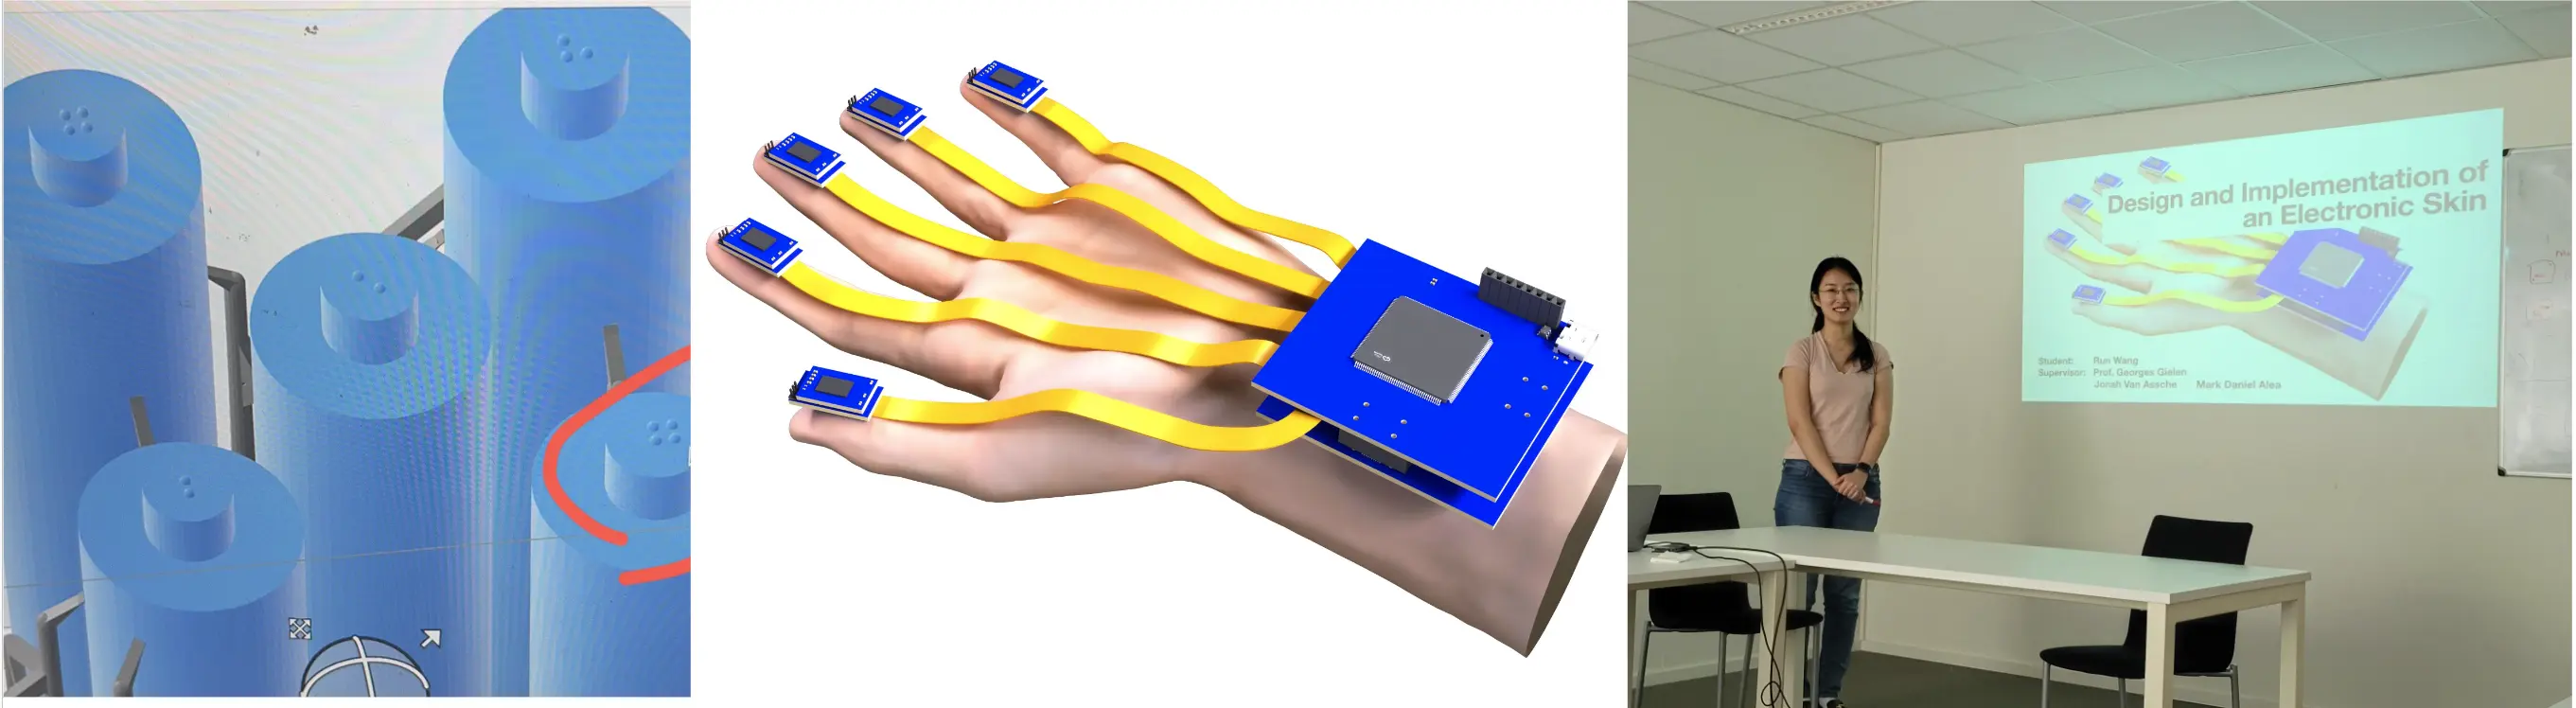 Design and Implementation of
an Electronic Skin
Student: Run Wang
Supervisor: Prof. Georges Gielen
Jonah Van Assche Mark Daniel Alea